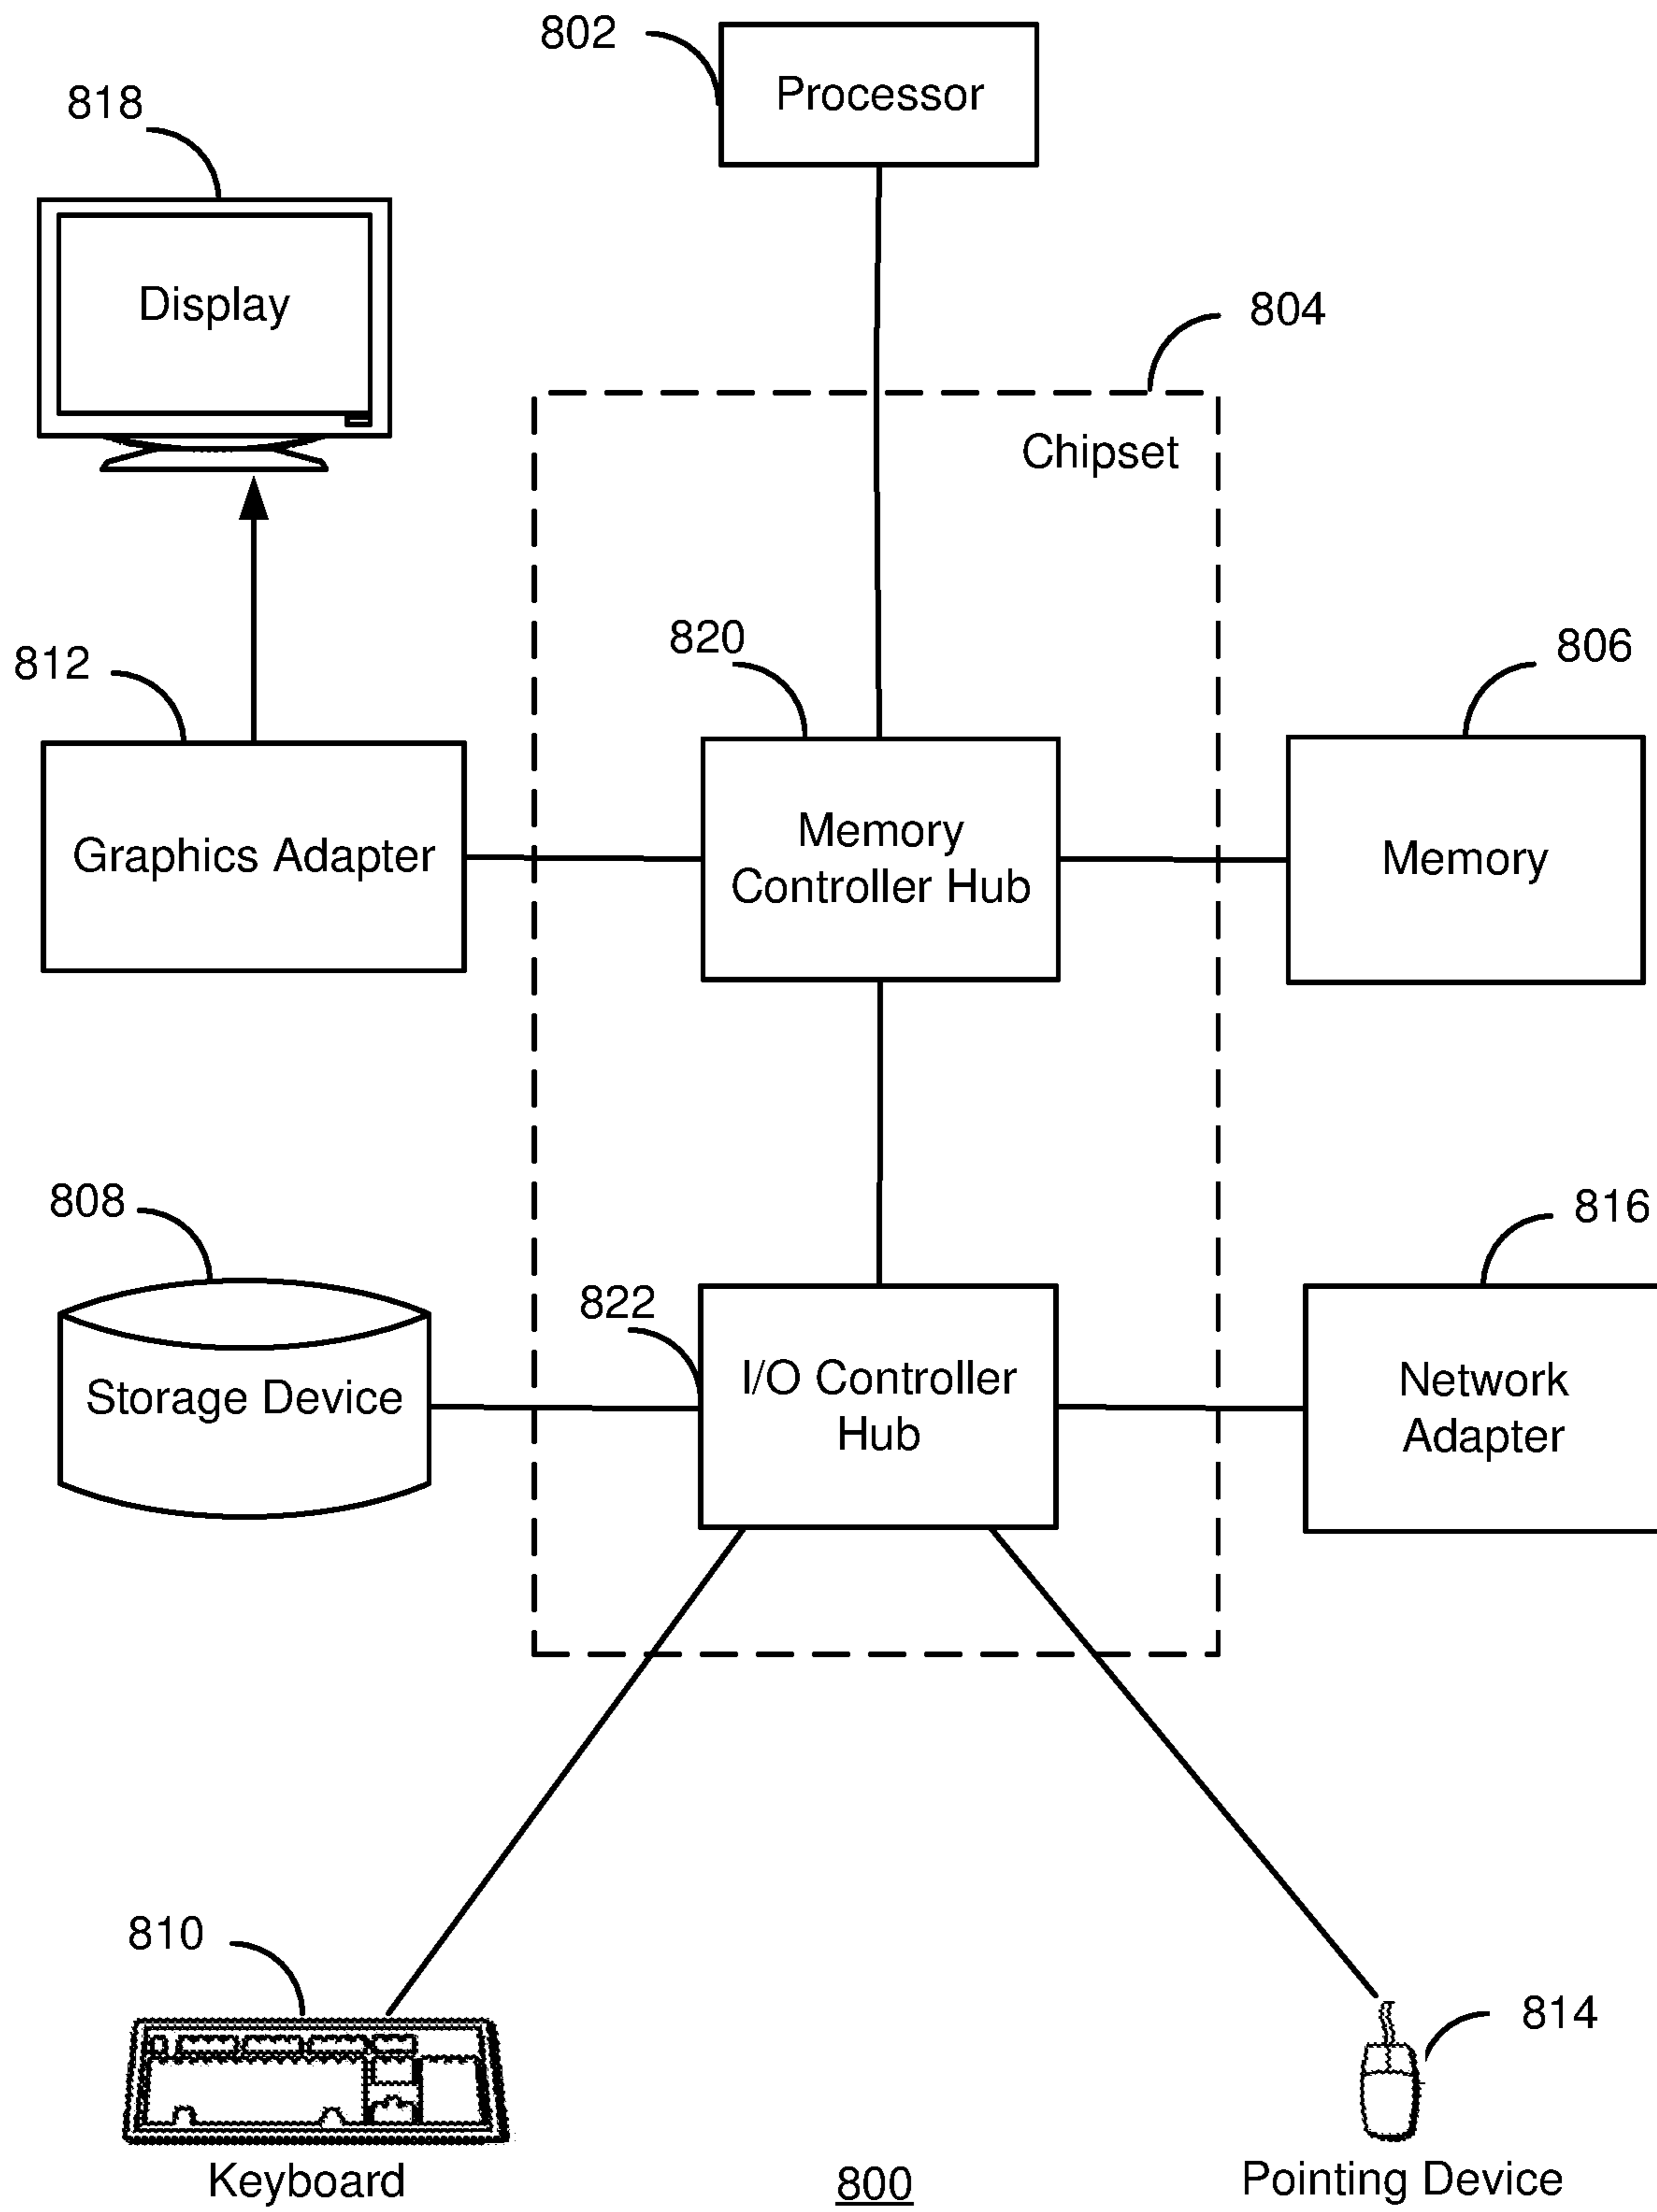 802
Processor
818
Display
804
Chipset
820
812
806
Graphics Adapter
Memory
Controller Hub
Memory
808
816
822
Storage Device
I/O Controller
Hub
Network
Adapter
810
814
Keyboard
800
Pointing Device